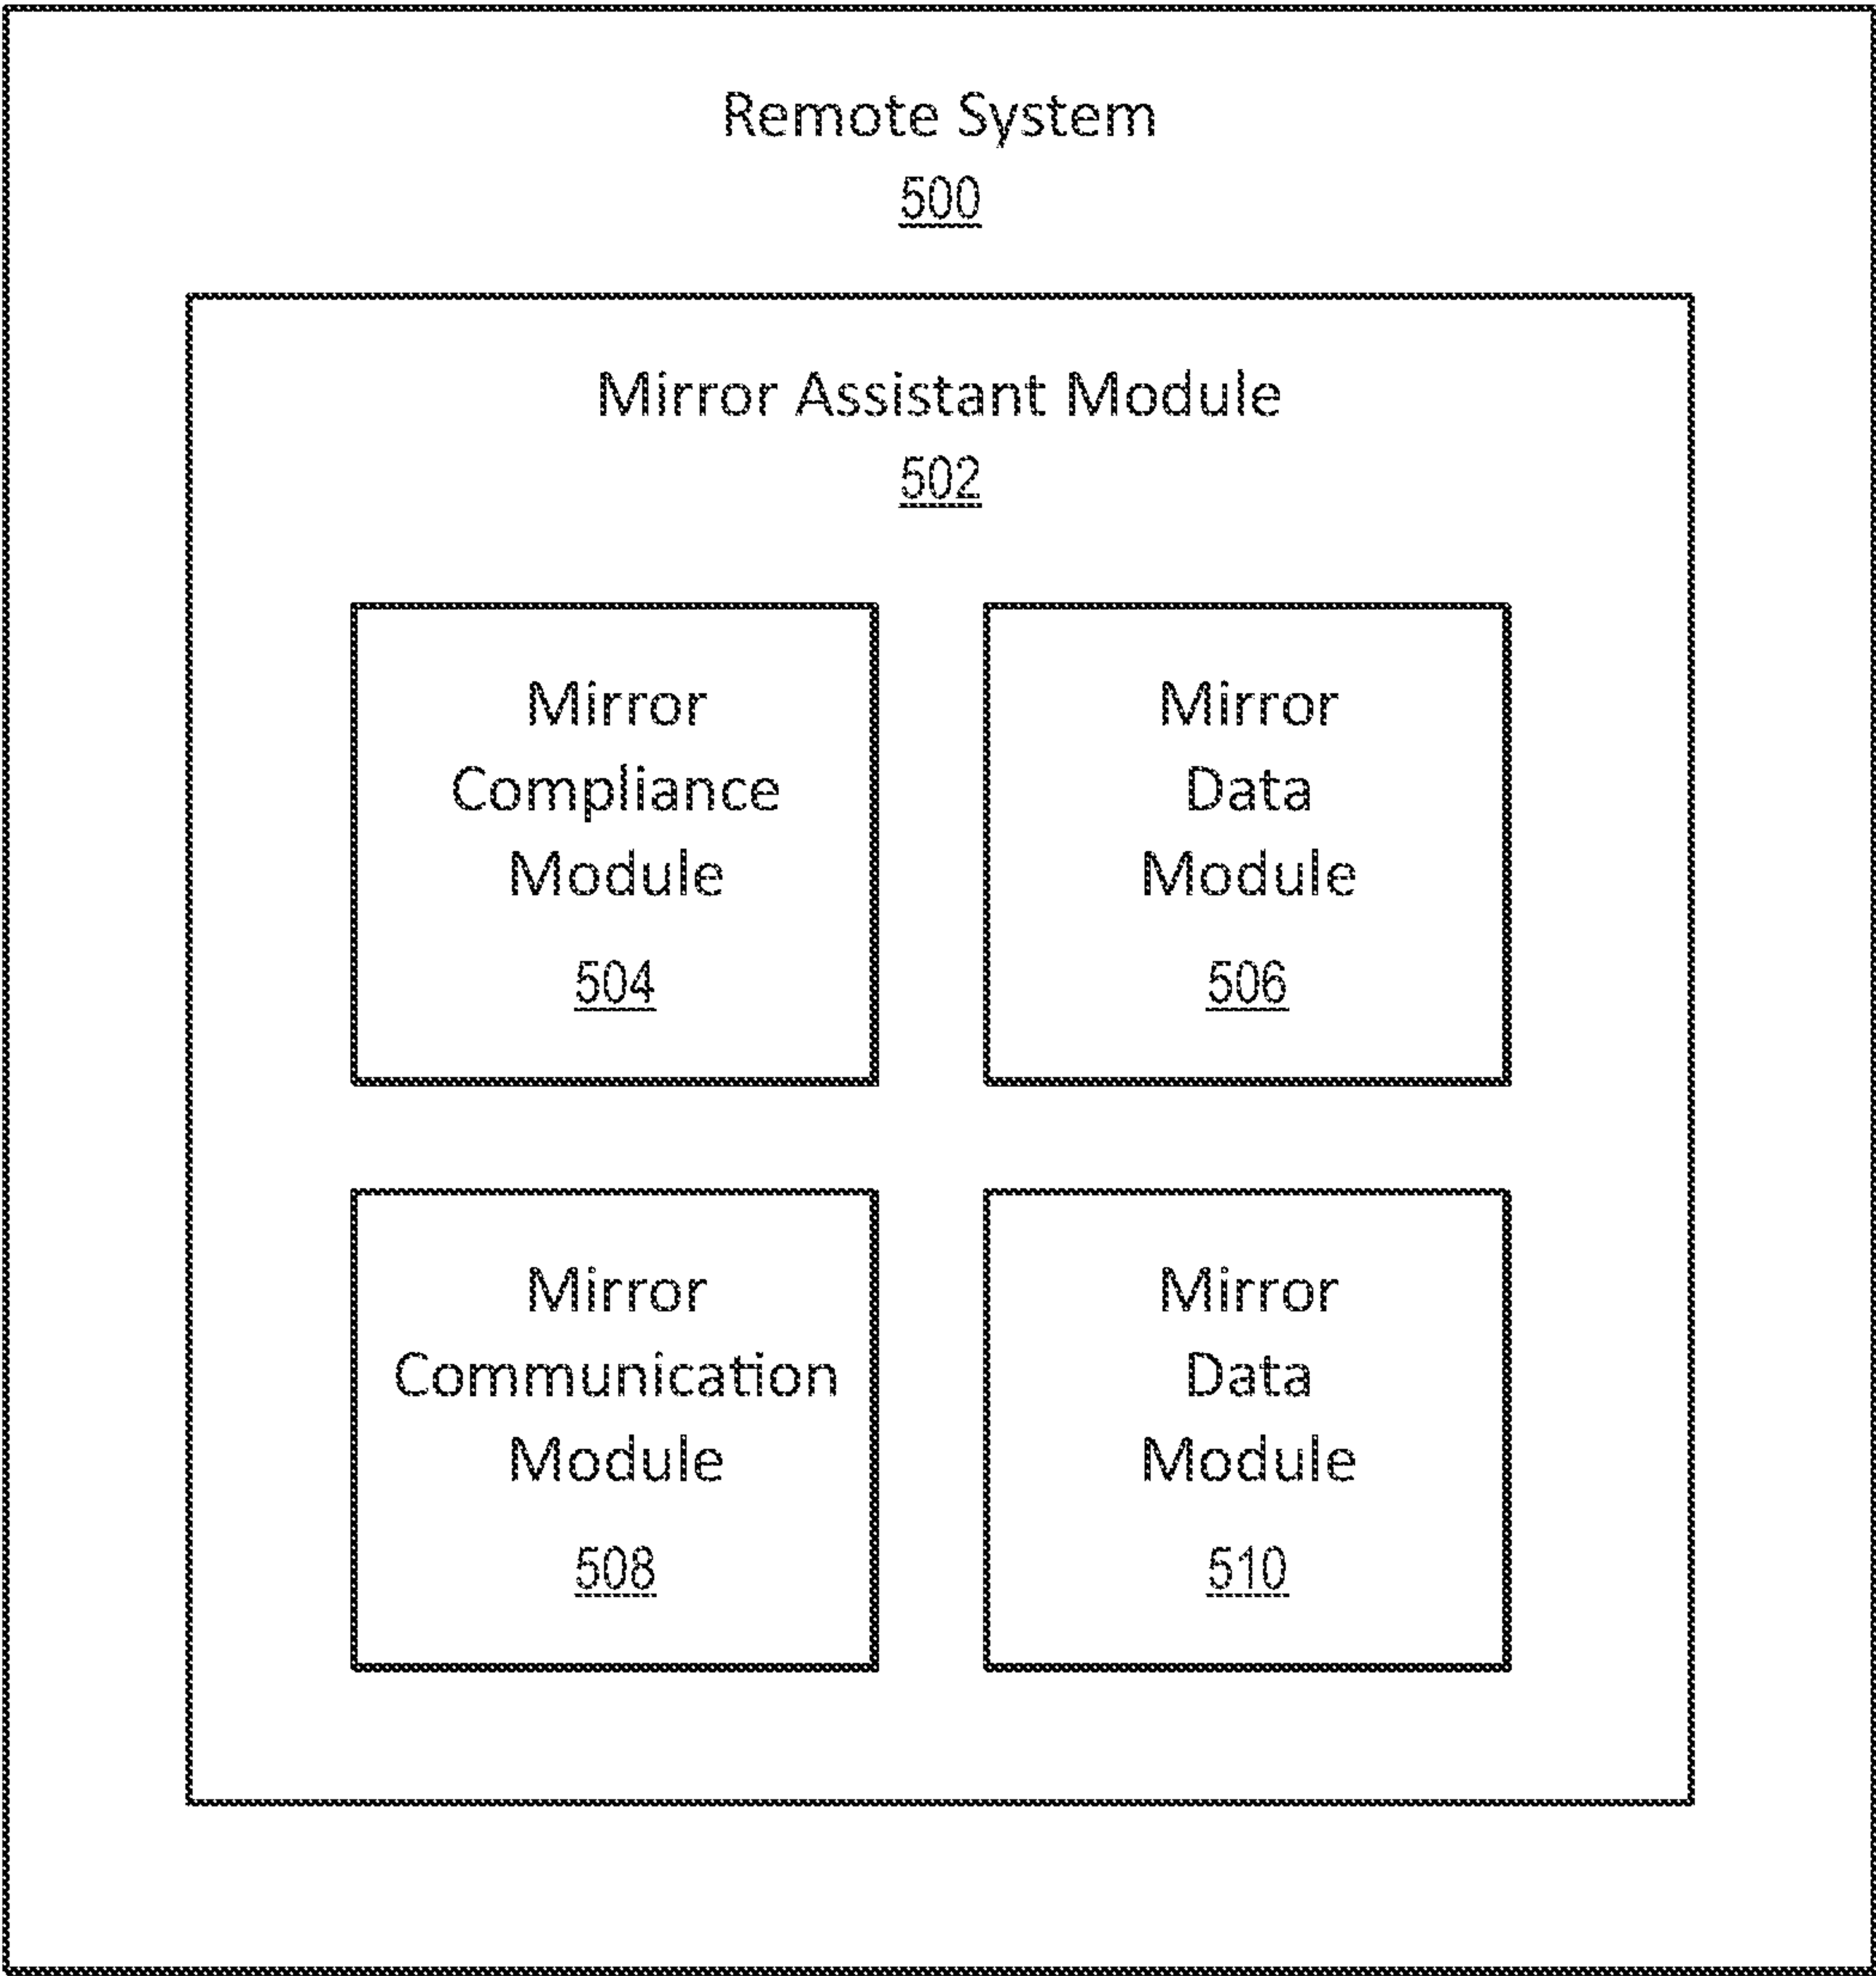 Remote System
500
Mirror Assistant Module
502
Mirror
Compliance
Module
504
Mirror
Data
Module
506
Mirror
Communication
Module
508
Mirror
Data
Module
510